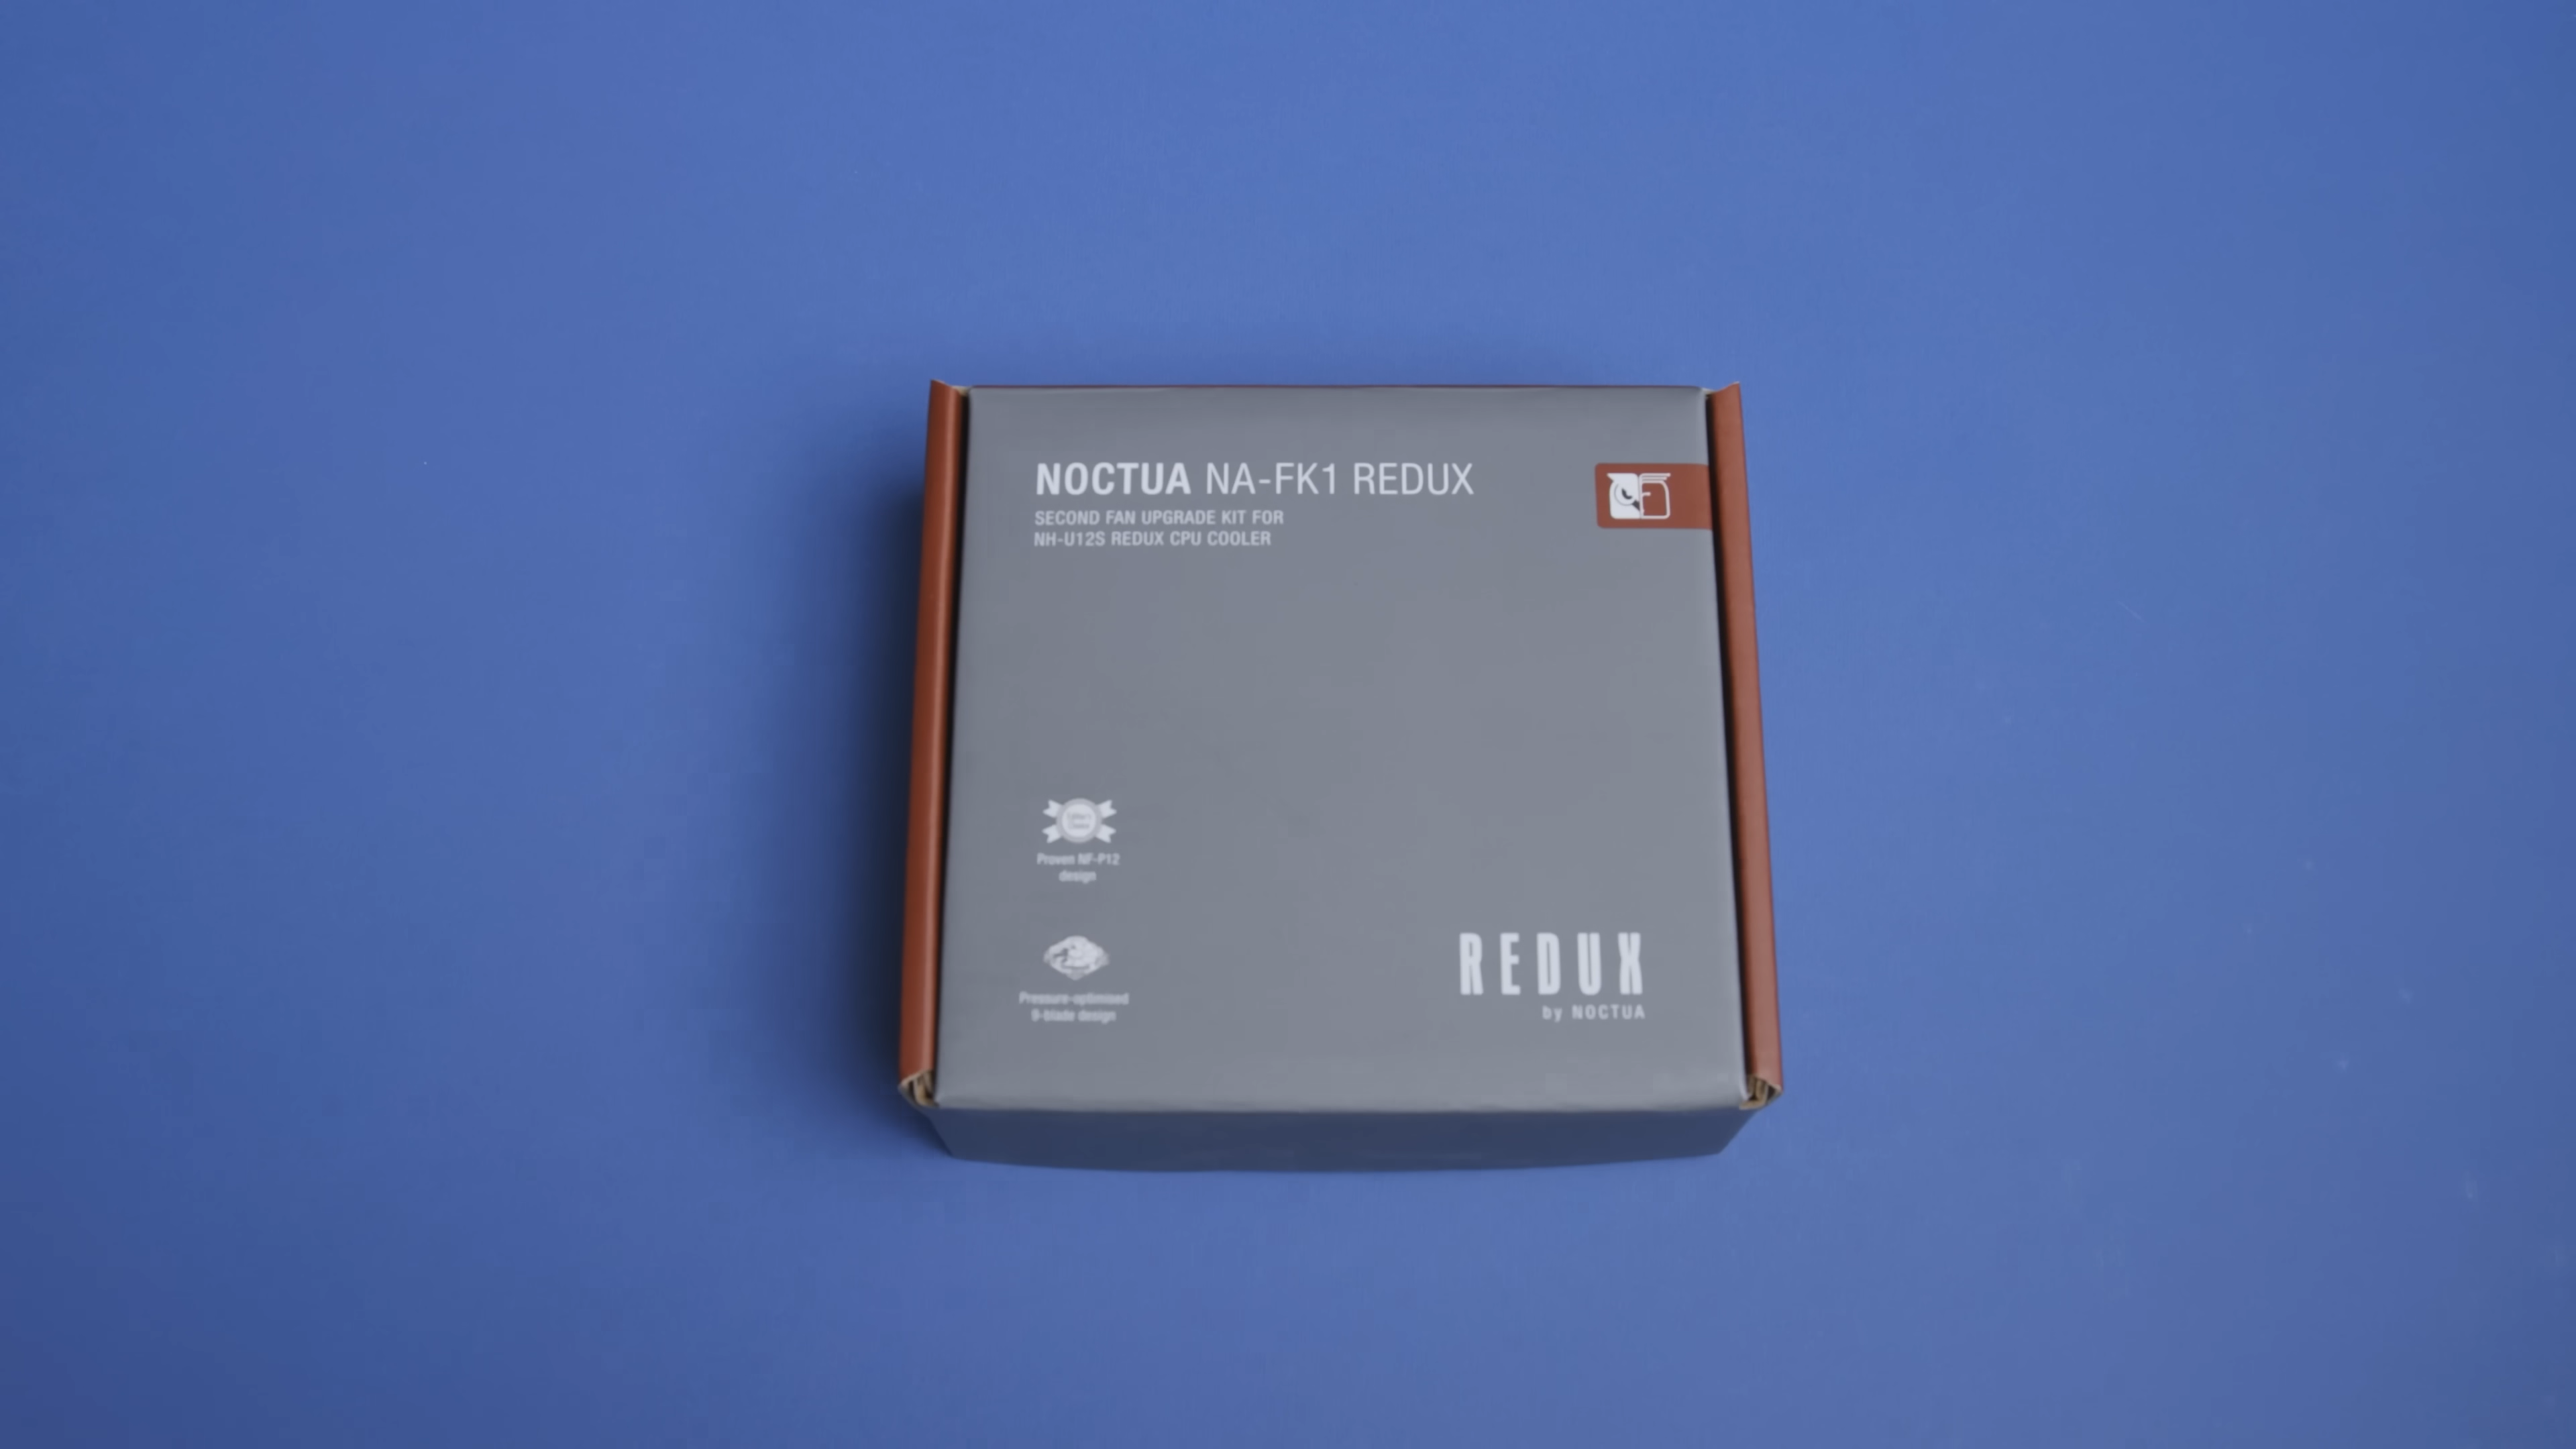 NOCTUA NA-FK1 REDUX
SECOND FAN UPGRADE KIT FOR
NH-U12S REDUX CPU COOLER
Proven NF-P12
design
Pressure-optimised
9-blade design
REDUX
by NOCTUA